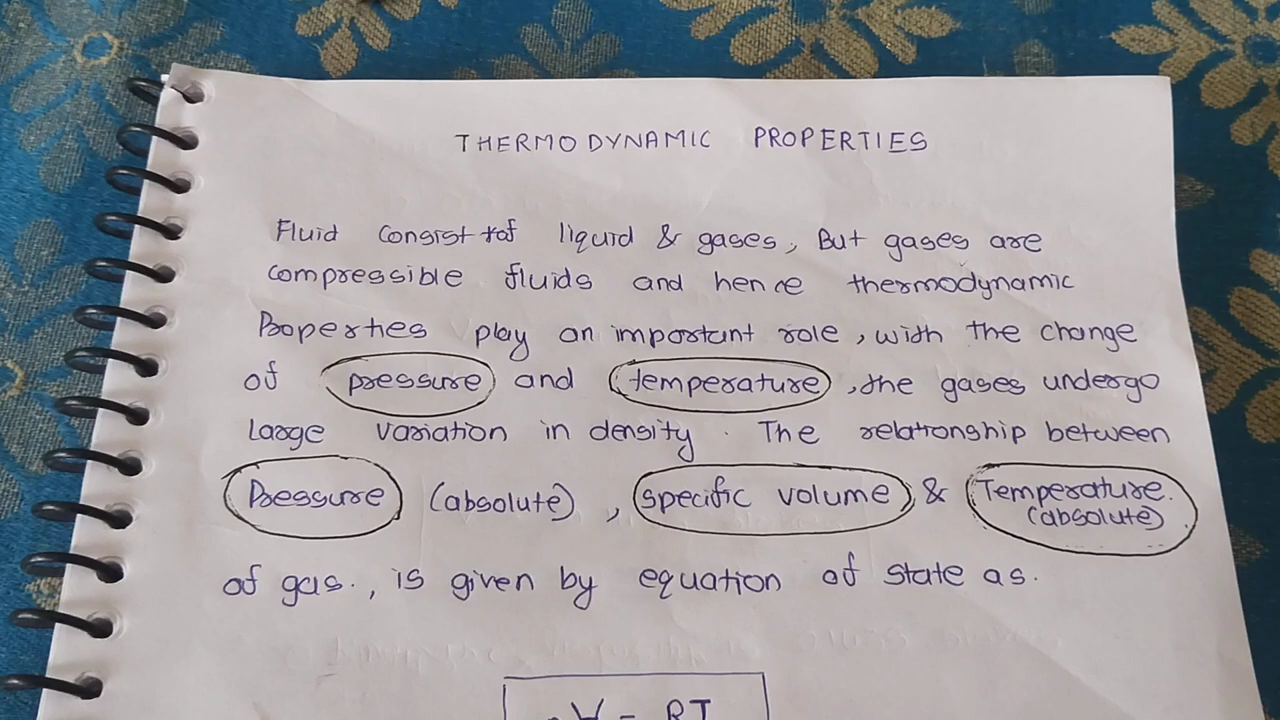 THERMODYNAMIC PROPERTIES
Fluid consist of liquid & gases, But gases are
compressible fluids and hence thermodynamic
Properties play an important role, with the change
of pressure and temperature, the gases undergo
Large variation in density. The relationship between
Pressure (absolute), specific volume & Temperature.
(absolute)
of gas., is given by equation of state as.
p∀ = RT